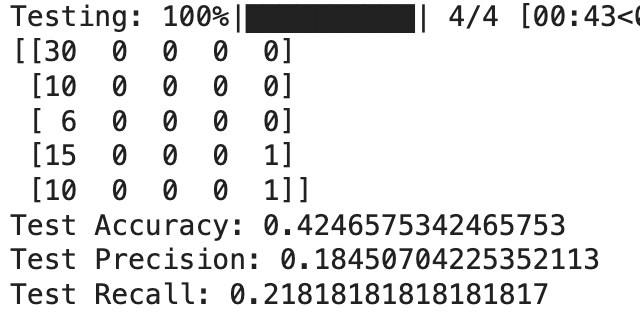 Testing: 100%|██████████| 4/4 [00:43<0
[[30  0  0  0  0]
 [10  0  0  0  0]
 [ 6  0  0  0  0]
 [15  0  0  0  1]
 [10  0  0  0  1]]
Test Accuracy: 0.4246575342465753
Test Precision: 0.18450704225352113
Test Recall: 0.21818181818181817